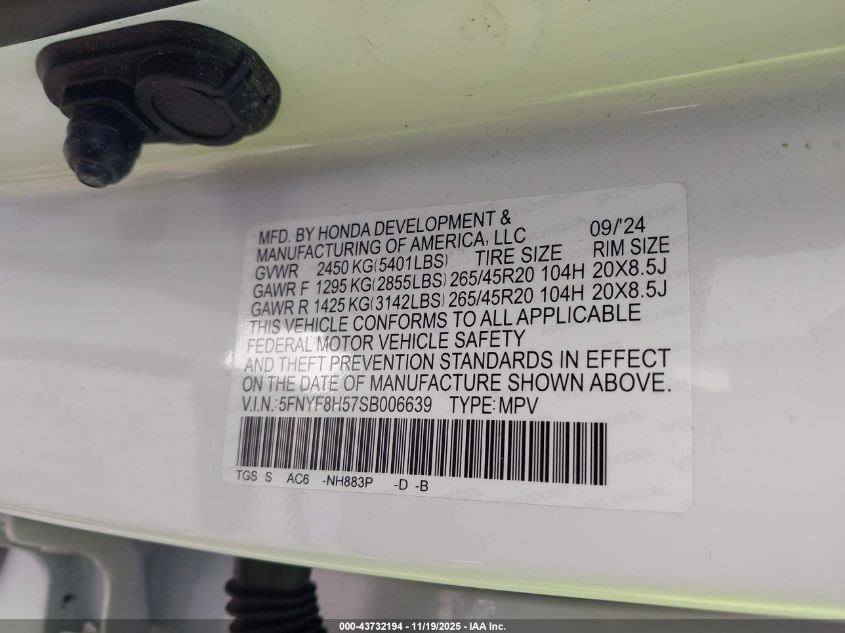 MFD. BY HONDA DEVELOPMENT & 09/'24
MANUFACTURING OF AMERICA, LLC
GVWR 2450 KG(5401LBS) TIRE SIZE RIM SIZE
GAWR F 1295 KG(2855LBS) 265/45R20 104H 20X8.5J
GAWR R 1425 KG(3142LBS) 265/45R20 104H 20X8.5J
THIS VEHICLE CONFORMS TO ALL APPLICABLE
FEDERAL MOTOR VEHICLE SAFETY
AND THEFT PREVENTION STANDARDS IN EFFECT
ON THE DATE OF MANUFACTURE SHOWN ABOVE.
V.I.N.: 5FNYF8H57SB006639 TYPE: MPV
TGS S AC6 -NH883P -D -B
000-43732194 - 11/19/2025 - IAA Inc.